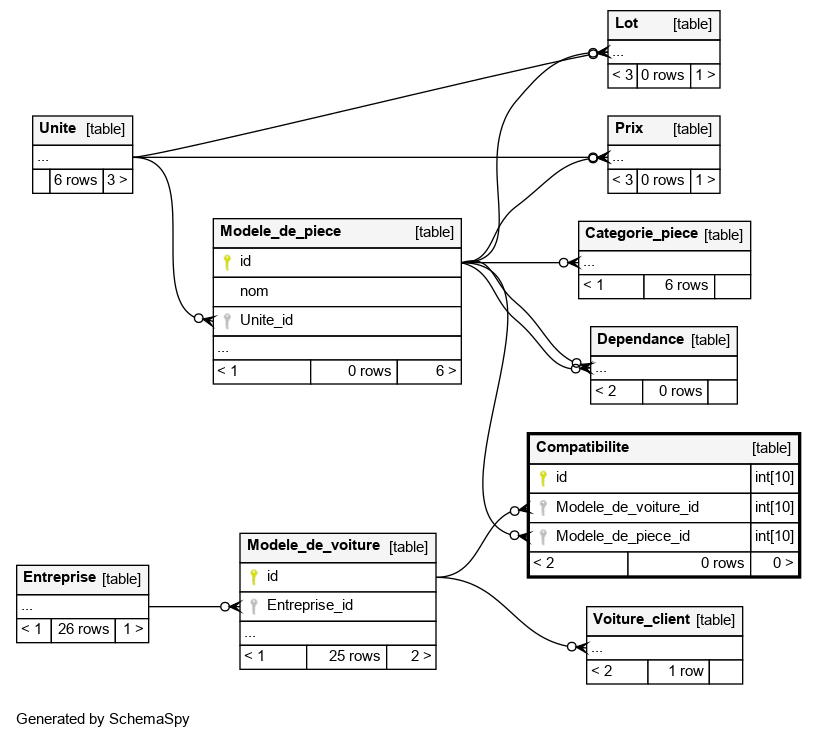 Lot [table]
...
< 3 0 rows 1 >
Unite [table]
...
6 rows 3 >
Prix [table]
...
< 3 0 rows 1 >
Modele_de_piece [table]
id
nom
Unite_id
...
< 1 0 rows 6 >
Categorie_piece [table]
...
< 1 6 rows
Dependance [table]
...
< 2 0 rows
Compatibilite [table]
id int[10]
Modele_de_voiture_id int[10]
Modele_de_piece_id int[10]
< 2 0 rows 0 >
Modele_de_voiture [table]
id
Entreprise_id
...
< 1 25 rows 2 >
Entreprise [table]
...
< 1 26 rows 1 >
Voiture_client [table]
...
< 2 1 row
Generated by SchemaSpy